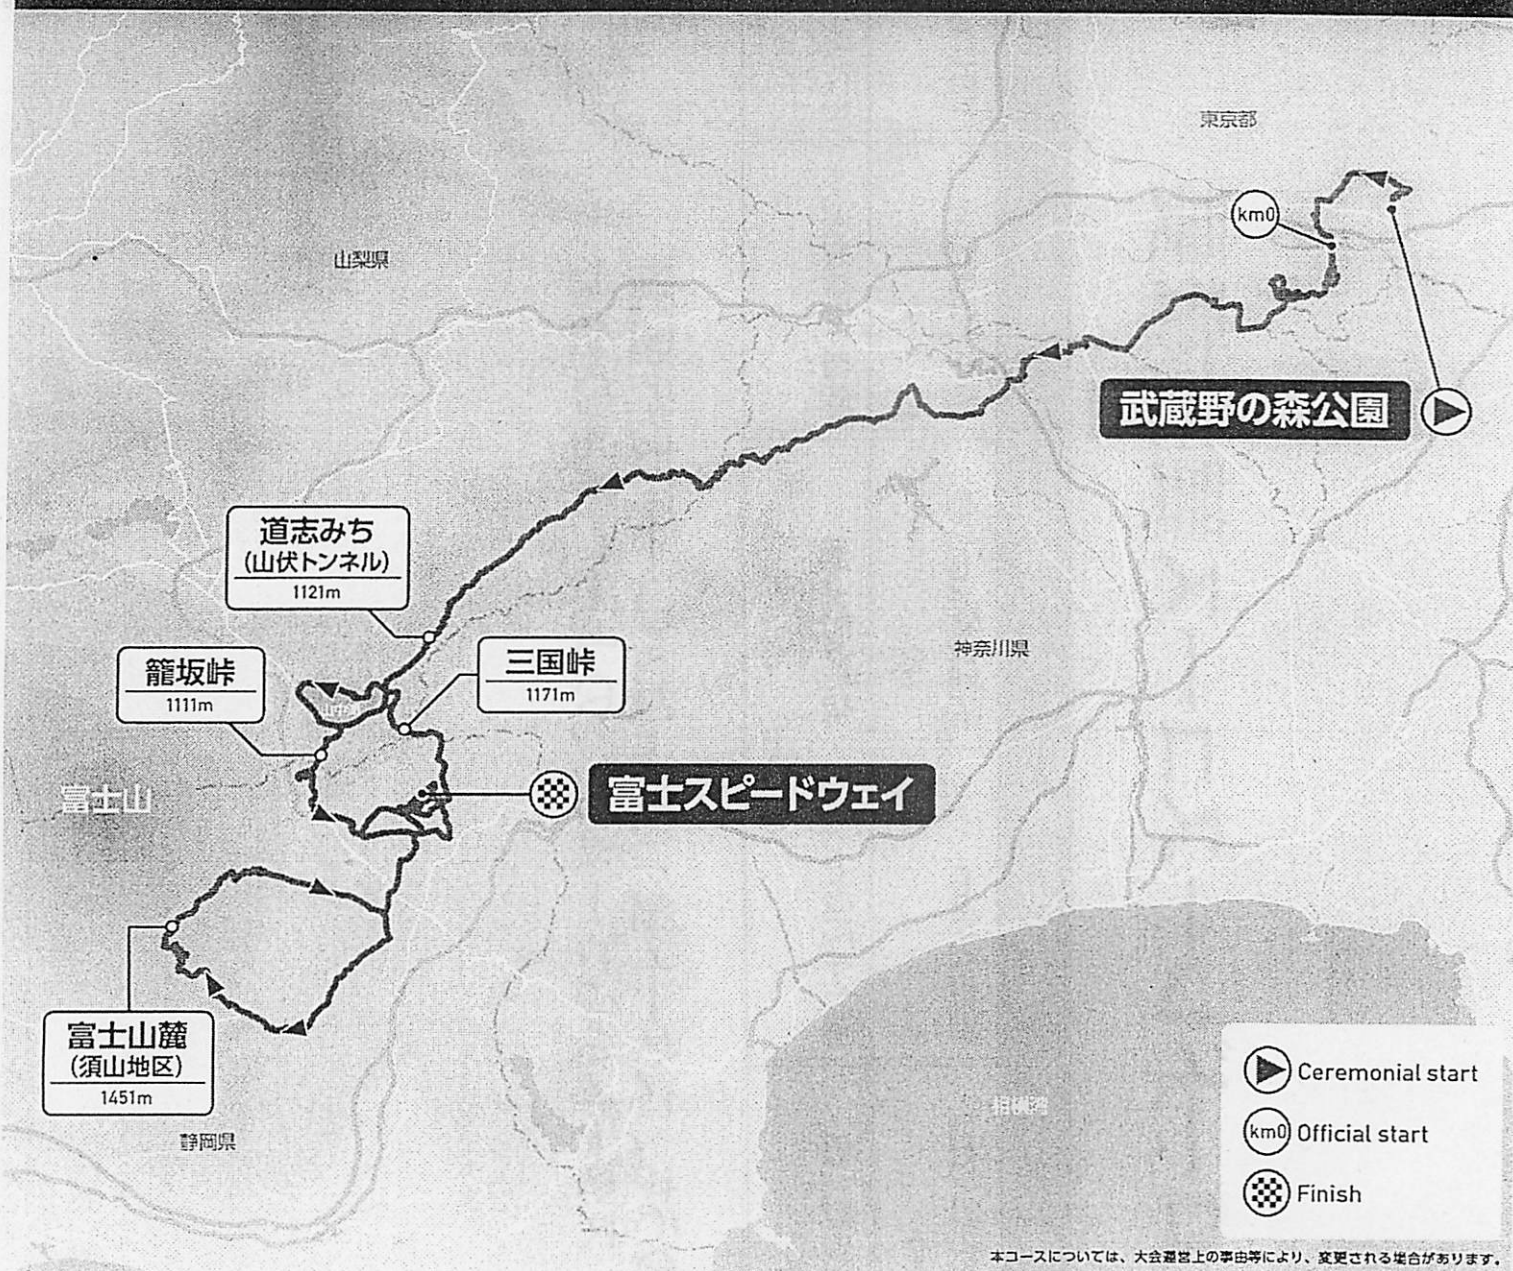 東京都
km0
山梨県
武蔵野の森公園
道志みち
(山伏トンネル)
1121m
神奈川県
籠坂峠
1111m
三国峠
1171m
富士山
富士スピードウェイ
富士山麓
(須山地区)
1451m
静岡県
相模湾
Ceremonial start
km0 Official start
Finish
本コースについては、大会運営上の事由等により、変更される場合があります。